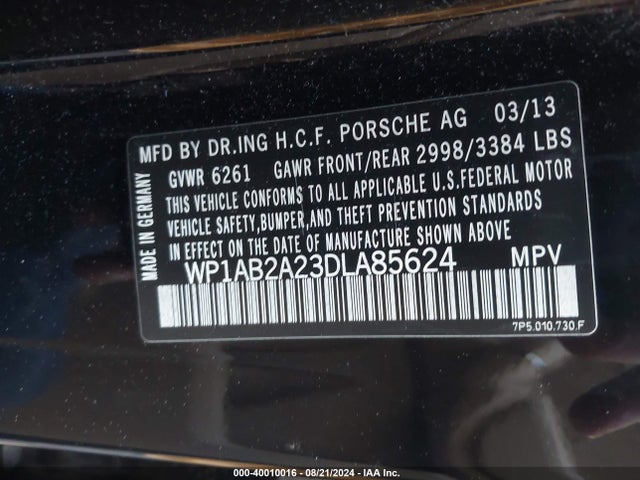 MFD BY DR.ING H.C.F. PORSCHE AG 03/13
GVWR 6261 GAWR FRONT/REAR 2998/3384 LBS
THIS VEHICLE CONFORMS TO ALL APPLICABLE U.S.FEDERAL MOTOR
VEHICLE SAFETY,BUMPER,AND THEFT PREVENTION STANDARDS
IN EFFECT ON THE DATE OF MANUFACTURE SHOWN ABOVE
WP1AB2A23DLA85624 MPV
7P5.010.730.F
MADE IN GERMANY
000-40010016 - 08/21/2024 - IAA Inc.